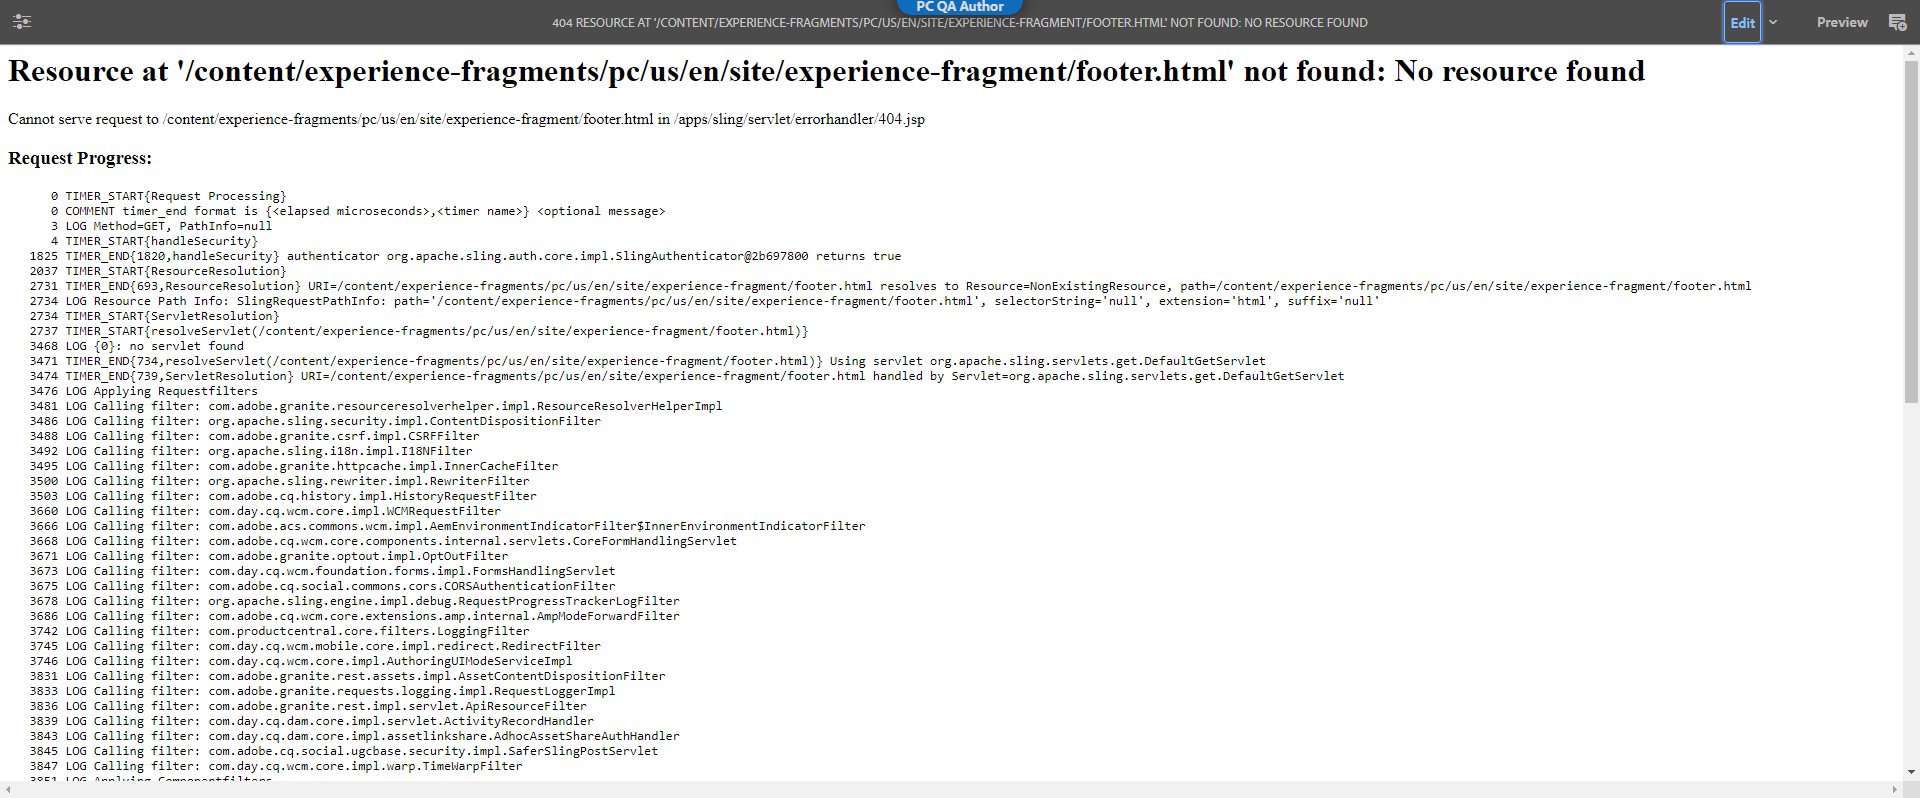 PC QA Author
404 RESOURCE AT '/CONTENT/EXPERIENCE-FRAGMENTS/PC/US/EN/SITE/EXPERIENCE-FRAGMENT/FOOTER.HTML' NOT FOUND: NO RESOURCE FOUND
Edit
Preview
Resource at '/content/experience-fragments/pc/us/en/site/experience-fragment/footer.html' not found: No resource found
Cannot serve request to /content/experience-fragments/pc/us/en/site/experience-fragment/footer.html in /apps/sling/servlet/errorhandler/404.jsp
Request Progress:
0 TIMER_START{Request Processing}
0 COMMENT timer_end format is {<elapsed microseconds>,<timer name>} <optional message>
3 LOG Method=GET, PathInfo=null
4 TIMER_START{handleSecurity}
1825 TIMER_END{1820,handleSecurity} authenticator org.apache.sling.auth.core.impl.SlingAuthenticator@2b697800 returns true
2037 TIMER_START{ResourceResolution}
2731 TIMER_END{693,ResourceResolution} URI=/content/experience-fragments/pc/us/en/site/experience-fragment/footer.html resolves to Resource=NonExistingResource, path=/content/experience-fragments/pc/us/en/site/experience-fragment/footer.html
2734 LOG Resource Path Info: SlingRequestPathInfo: path='/content/experience-fragments/pc/us/en/site/experience-fragment/footer.html', selectorString='null', extension='html', suffix='null'
2734 TIMER_START{ServletResolution}
2737 TIMER_START{resolveServlet(/content/experience-fragments/pc/us/en/site/experience-fragment/footer.html)}
3468 LOG {0}: no servlet found
3471 TIMER_END{734,resolveServlet(/content/experience-fragments/pc/us/en/site/experience-fragment/footer.html)} Using servlet org.apache.sling.servlets.get.DefaultGetServlet
3474 TIMER_END{739,ServletResolution} URI=/content/experience-fragments/pc/us/en/site/experience-fragment/footer.html handled by Servlet=org.apache.sling.servlets.get.DefaultGetServlet
3476 LOG Applying Requestfilters
3481 LOG Calling filter: com.adobe.granite.resourceresolverhelper.impl.ResourceResolverHelperImpl
3486 LOG Calling filter: org.apache.sling.security.impl.ContentDispositionFilter
3488 LOG Calling filter: com.adobe.granite.csrf.impl.CSRFFilter
3492 LOG Calling filter: org.apache.sling.i18n.impl.I18NFilter
3495 LOG Calling filter: com.adobe.granite.httpcache.impl.InnerCacheFilter
3500 LOG Calling filter: org.apache.sling.rewriter.impl.RewriterFilter
3503 LOG Calling filter: com.adobe.cq.history.impl.HistoryRequestFilter
3660 LOG Calling filter: com.day.cq.wcm.core.impl.WCMRequestFilter
3666 LOG Calling filter: com.adobe.acs.commons.wcm.impl.AemEnvironmentIndicatorFilter$InnerEnvironmentIndicatorFilter
3668 LOG Calling filter: com.adobe.cq.wcm.core.components.internal.servlets.CoreFormHandlingServlet
3671 LOG Calling filter: com.adobe.granite.optout.impl.OptOutFilter
3673 LOG Calling filter: com.day.cq.wcm.foundation.forms.impl.FormsHandlingServlet
3675 LOG Calling filter: com.adobe.cq.social.commons.cors.CORSAuthenticationFilter
3678 LOG Calling filter: org.apache.sling.engine.impl.debug.RequestProgressTrackerLogFilter
3686 LOG Calling filter: com.adobe.cq.wcm.core.extensions.amp.internal.AmpModeForwardFilter
3742 LOG Calling filter: com.productcentral.core.filters.LoggingFilter
3745 LOG Calling filter: com.day.cq.wcm.mobile.core.impl.redirect.RedirectFilter
3746 LOG Calling filter: com.day.cq.wcm.core.impl.AuthoringUIModeServiceImpl
3831 LOG Calling filter: com.adobe.granite.rest.assets.impl.AssetContentDispositionFilter
3833 LOG Calling filter: com.adobe.granite.requests.logging.impl.RequestLoggerImpl
3836 LOG Calling filter: com.adobe.granite.rest.impl.servlet.ApiResourceFilter
3839 LOG Calling filter: com.day.cq.dam.core.impl.servlet.ActivityRecordHandler
3843 LOG Calling filter: com.day.cq.dam.core.impl.assetlinkshare.AdhocAssetShareAuthHandler
3845 LOG Calling filter: com.adobe.cq.social.ugcbase.security.impl.SaferSlingPostServlet
3847 LOG Calling filter: com.day.cq.wcm.core.impl.warp.TimeWarpFilter
3851 LOG Applying Componentfilters